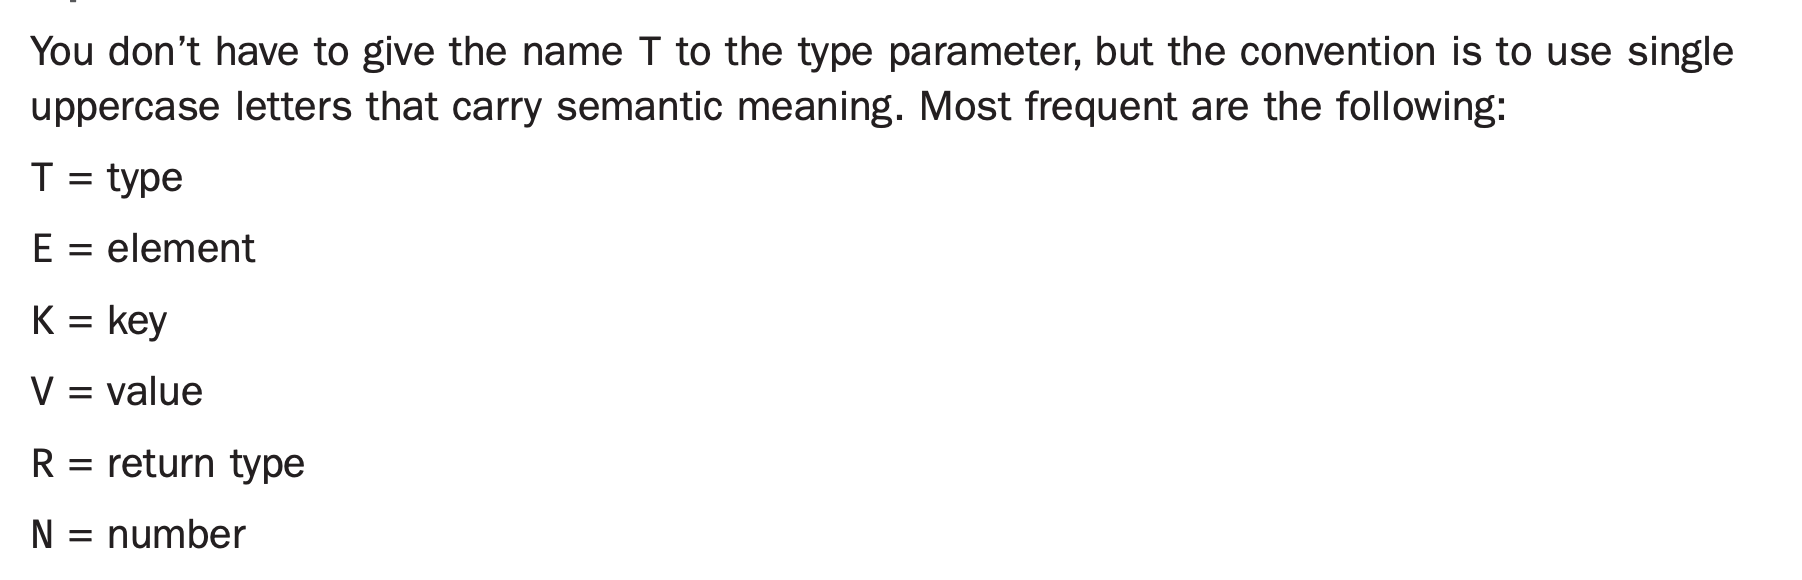 You don’t have to give the name T to the type parameter, but the convention is to use single
uppercase letters that carry semantic meaning. Most frequent are the following:
T = type
E = element
K = key
V = value
R = return type
N = number